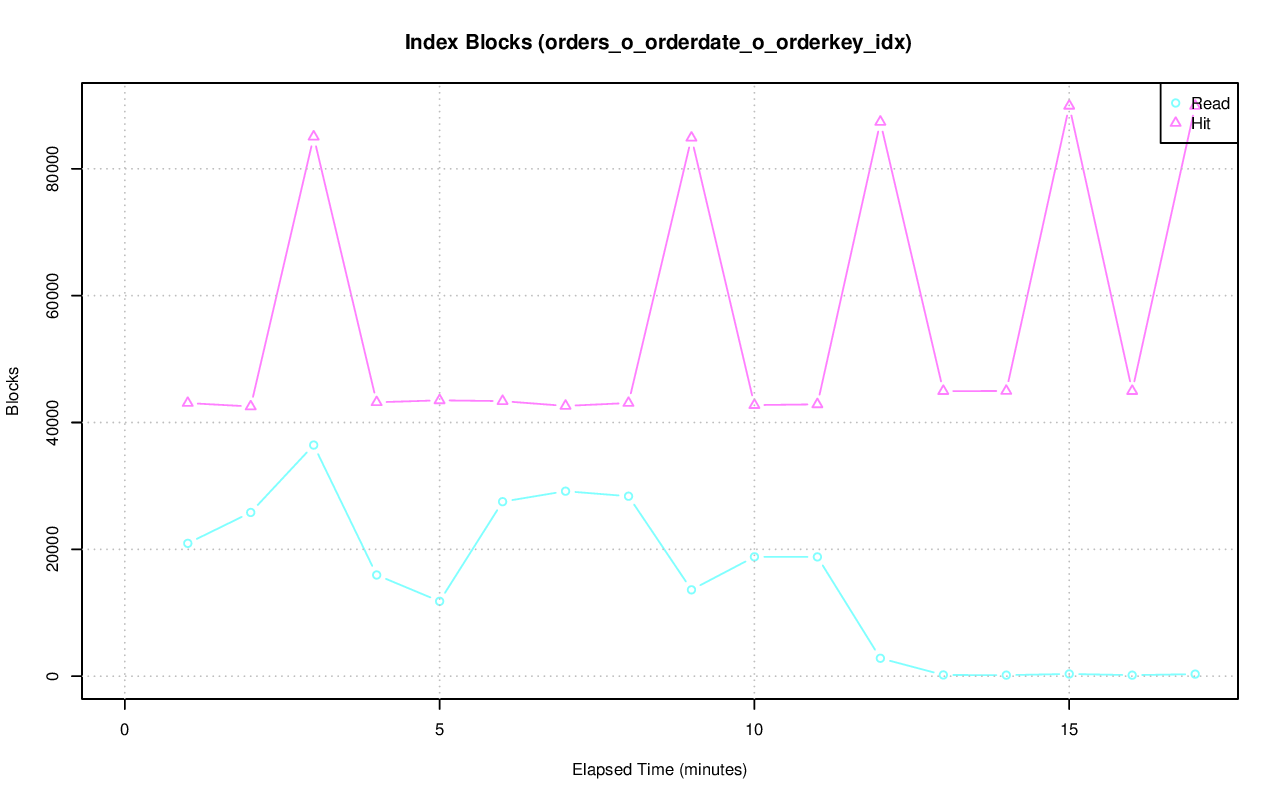 Index Blocks (orders_o_orderdate_o_orderkey_idx)
Read
Hit
Blocks
80000
60000
40000
20000
0
0 5 10 15
Elapsed Time (minutes)